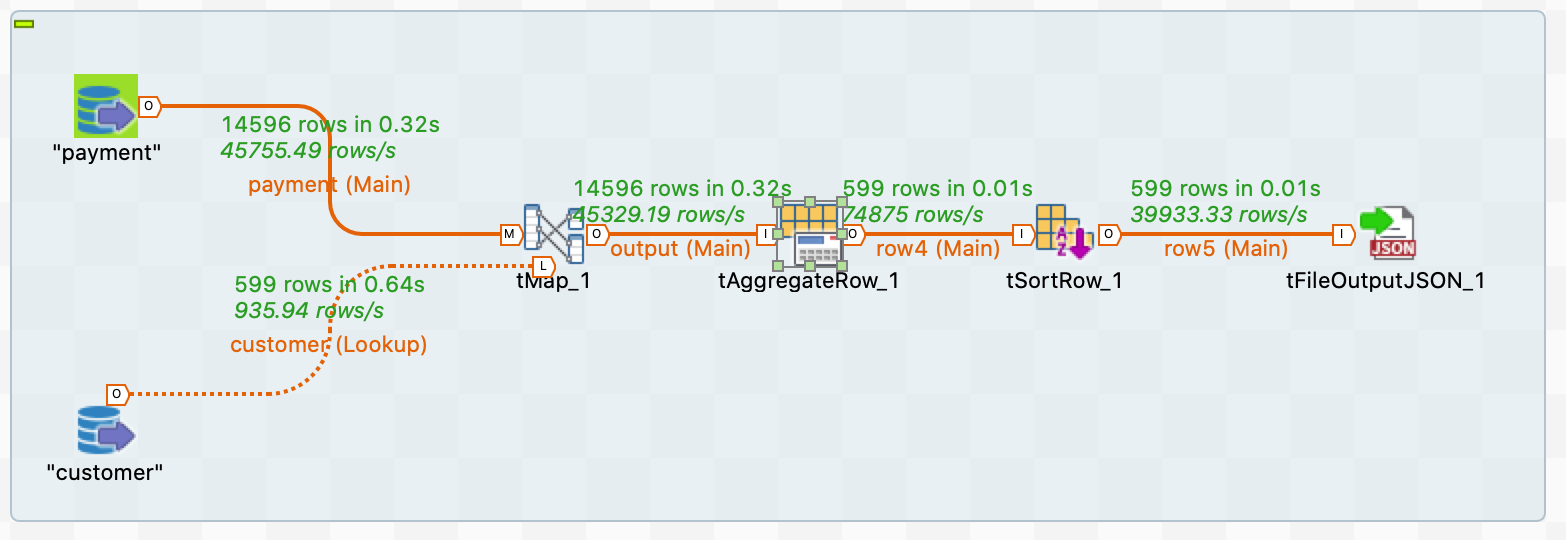 O
14596 rows in 0.32s
45755.49 rows/s
"payment"
payment (Main)
14596 rows in 0.32s
45329.19 rows/s
599 rows in 0.01s
74875 rows/s
599 rows in 0.01s
39933.33 rows/s
M
O
I
O
I
O
I
output (Main)
row4 (Main)
row5 (Main)
A
Z
JSON
L
tMap_1
tAggregateRow_1
tSortRow_1
tFileOutputJSON_1
599 rows in 0.64s
935.94 rows/s
customer (Lookup)
O
"customer"